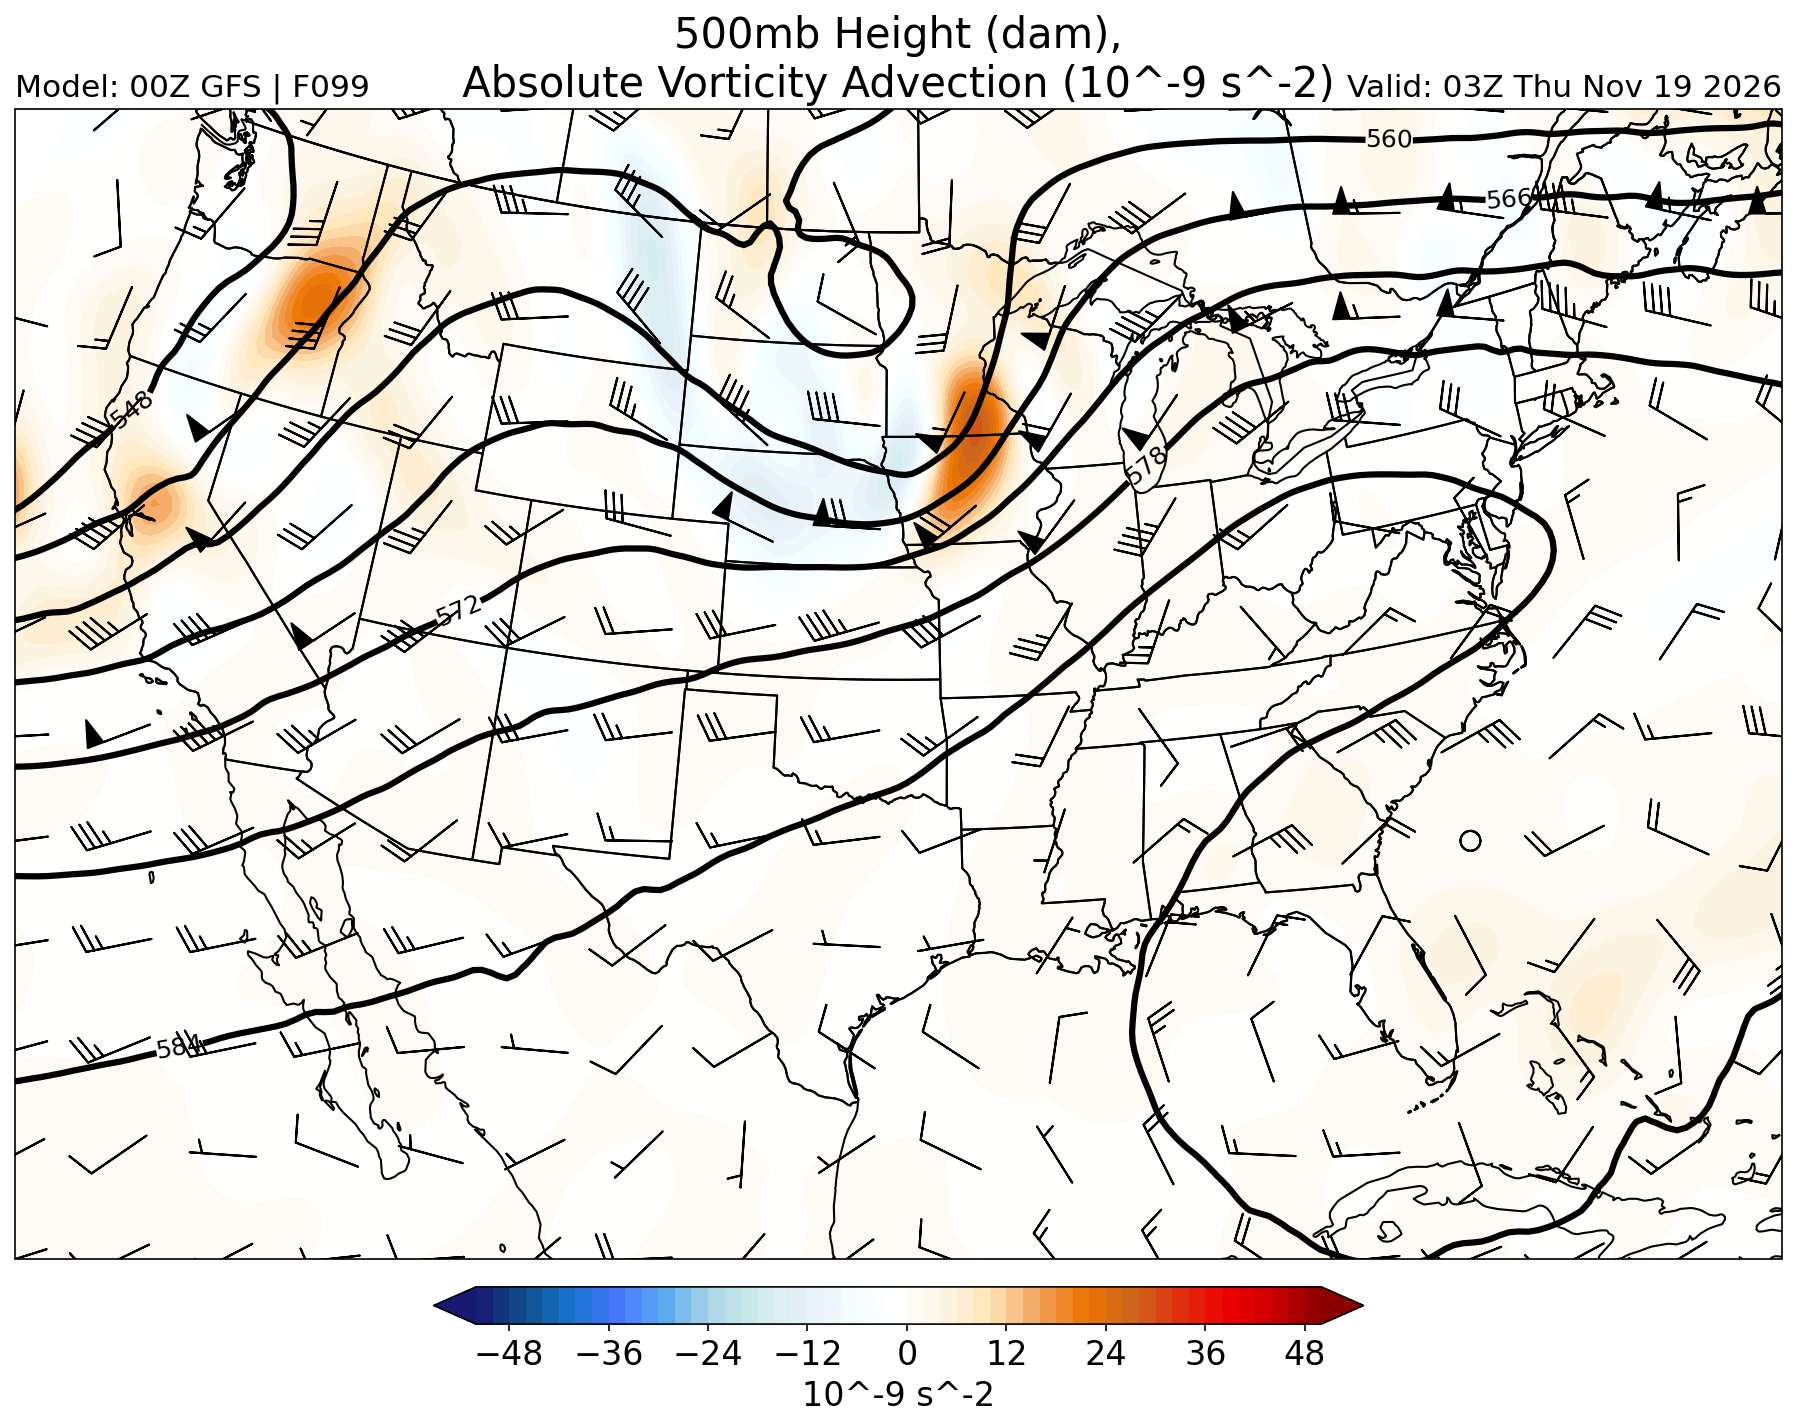 500mb Height (dam),
Model: 00Z GFS | F099
Absolute Vorticity Advection (10^-9 s^-2)
Valid: 03Z Thu Nov 19 2026
560
566
548
578
572
584
−48 −36 −24 −12 0 12 24 36 48
10^-9 s^-2